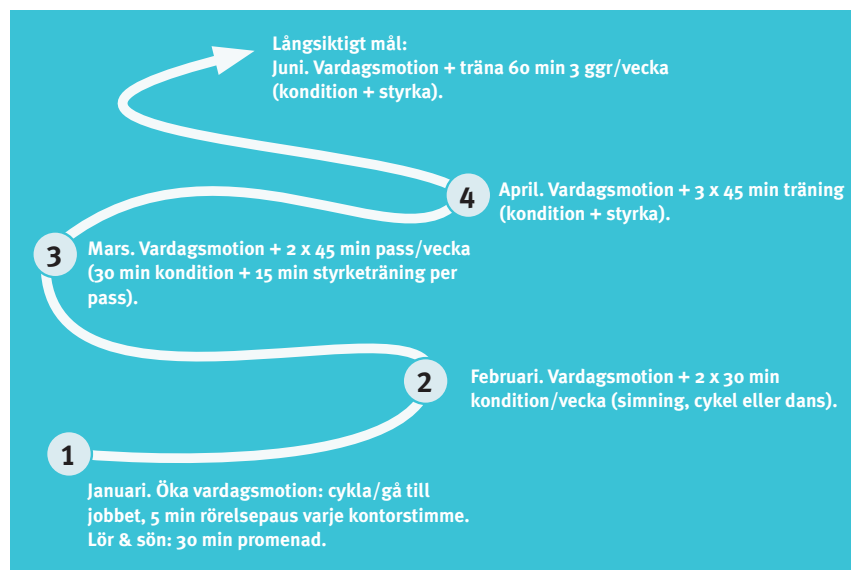 Långsiktigt mål:
Juni. Vardagsmotion + träna 60 min 3 ggr/vecka
(kondition + styrka).
4
April. Vardagsmotion + 3 x 45 min träning
(kondition + styrka).
3
Mars. Vardagsmotion + 2 x 45 min pass/vecka
(30 min kondition + 15 min styrketräning per
pass).
2
Februari. Vardagsmotion + 2 x 30 min
kondition/vecka (simning, cykel eller dans).
1
Januari. Öka vardagsmotion: cykla/gå till
jobbet, 5 min rörelsepaus varje kontorstimme.
Lör & sön: 30 min promenad.